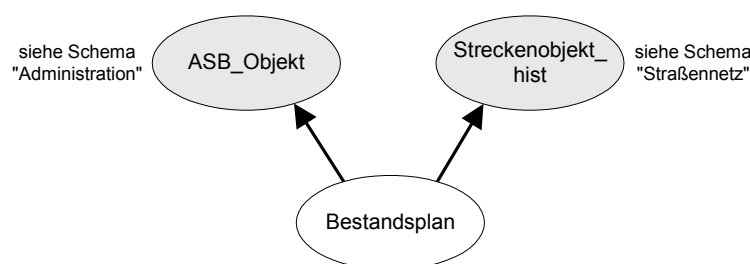 siehe Schema
"Administration"
ASB_Objekt
Streckenobjekt_
hist
siehe Schema
"Straßennetz"
Bestandsplan